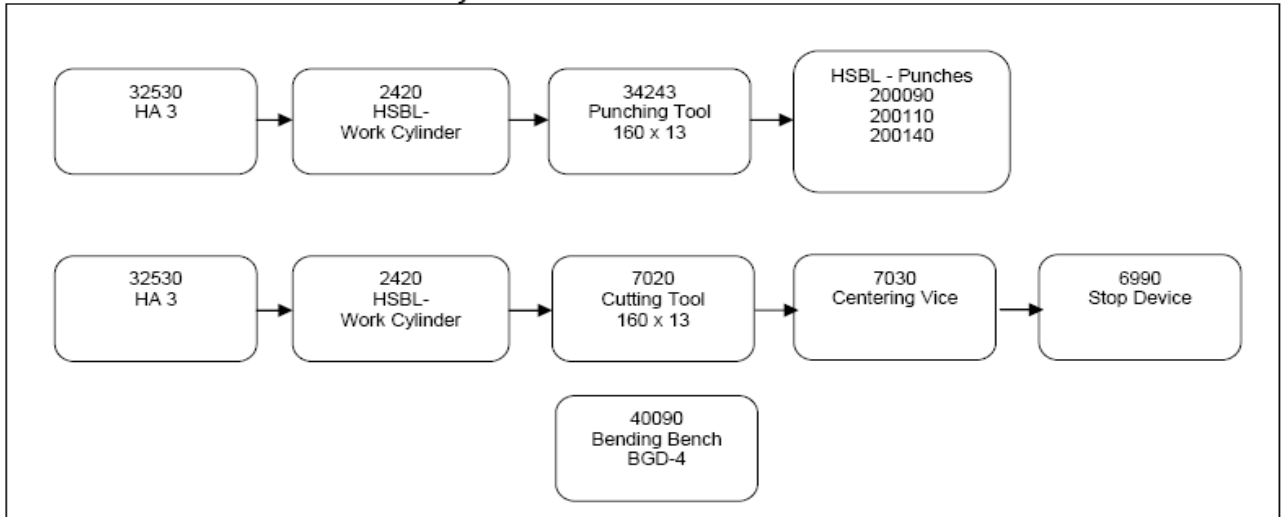 32530
HA 3
2420
HSBL-
Work Cylinder
34243
Punching Tool
160 x 13
HSBL - Punches
200090
200110
200140
32530
HA 3
2420
HSBL-
Work Cylinder
7020
Cutting Tool
160 x 13
7030
Centering Vice
6990
Stop Device
40090
Bending Bench
BGD-4